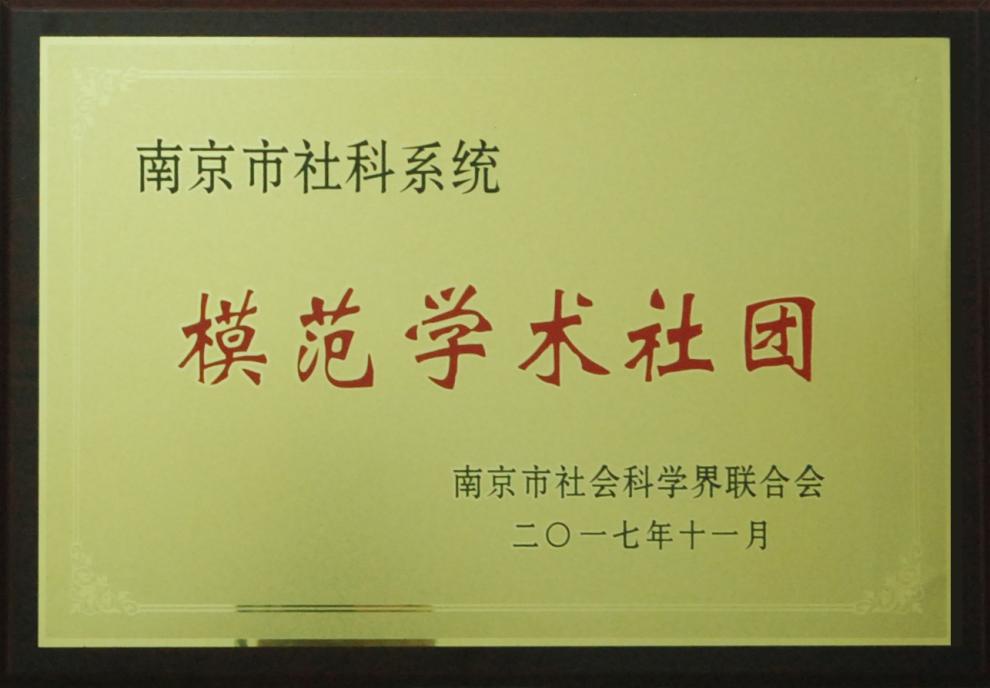 南京市社科系统
模范学术社团
南京市社会科学界联合会
二〇一七年十一月